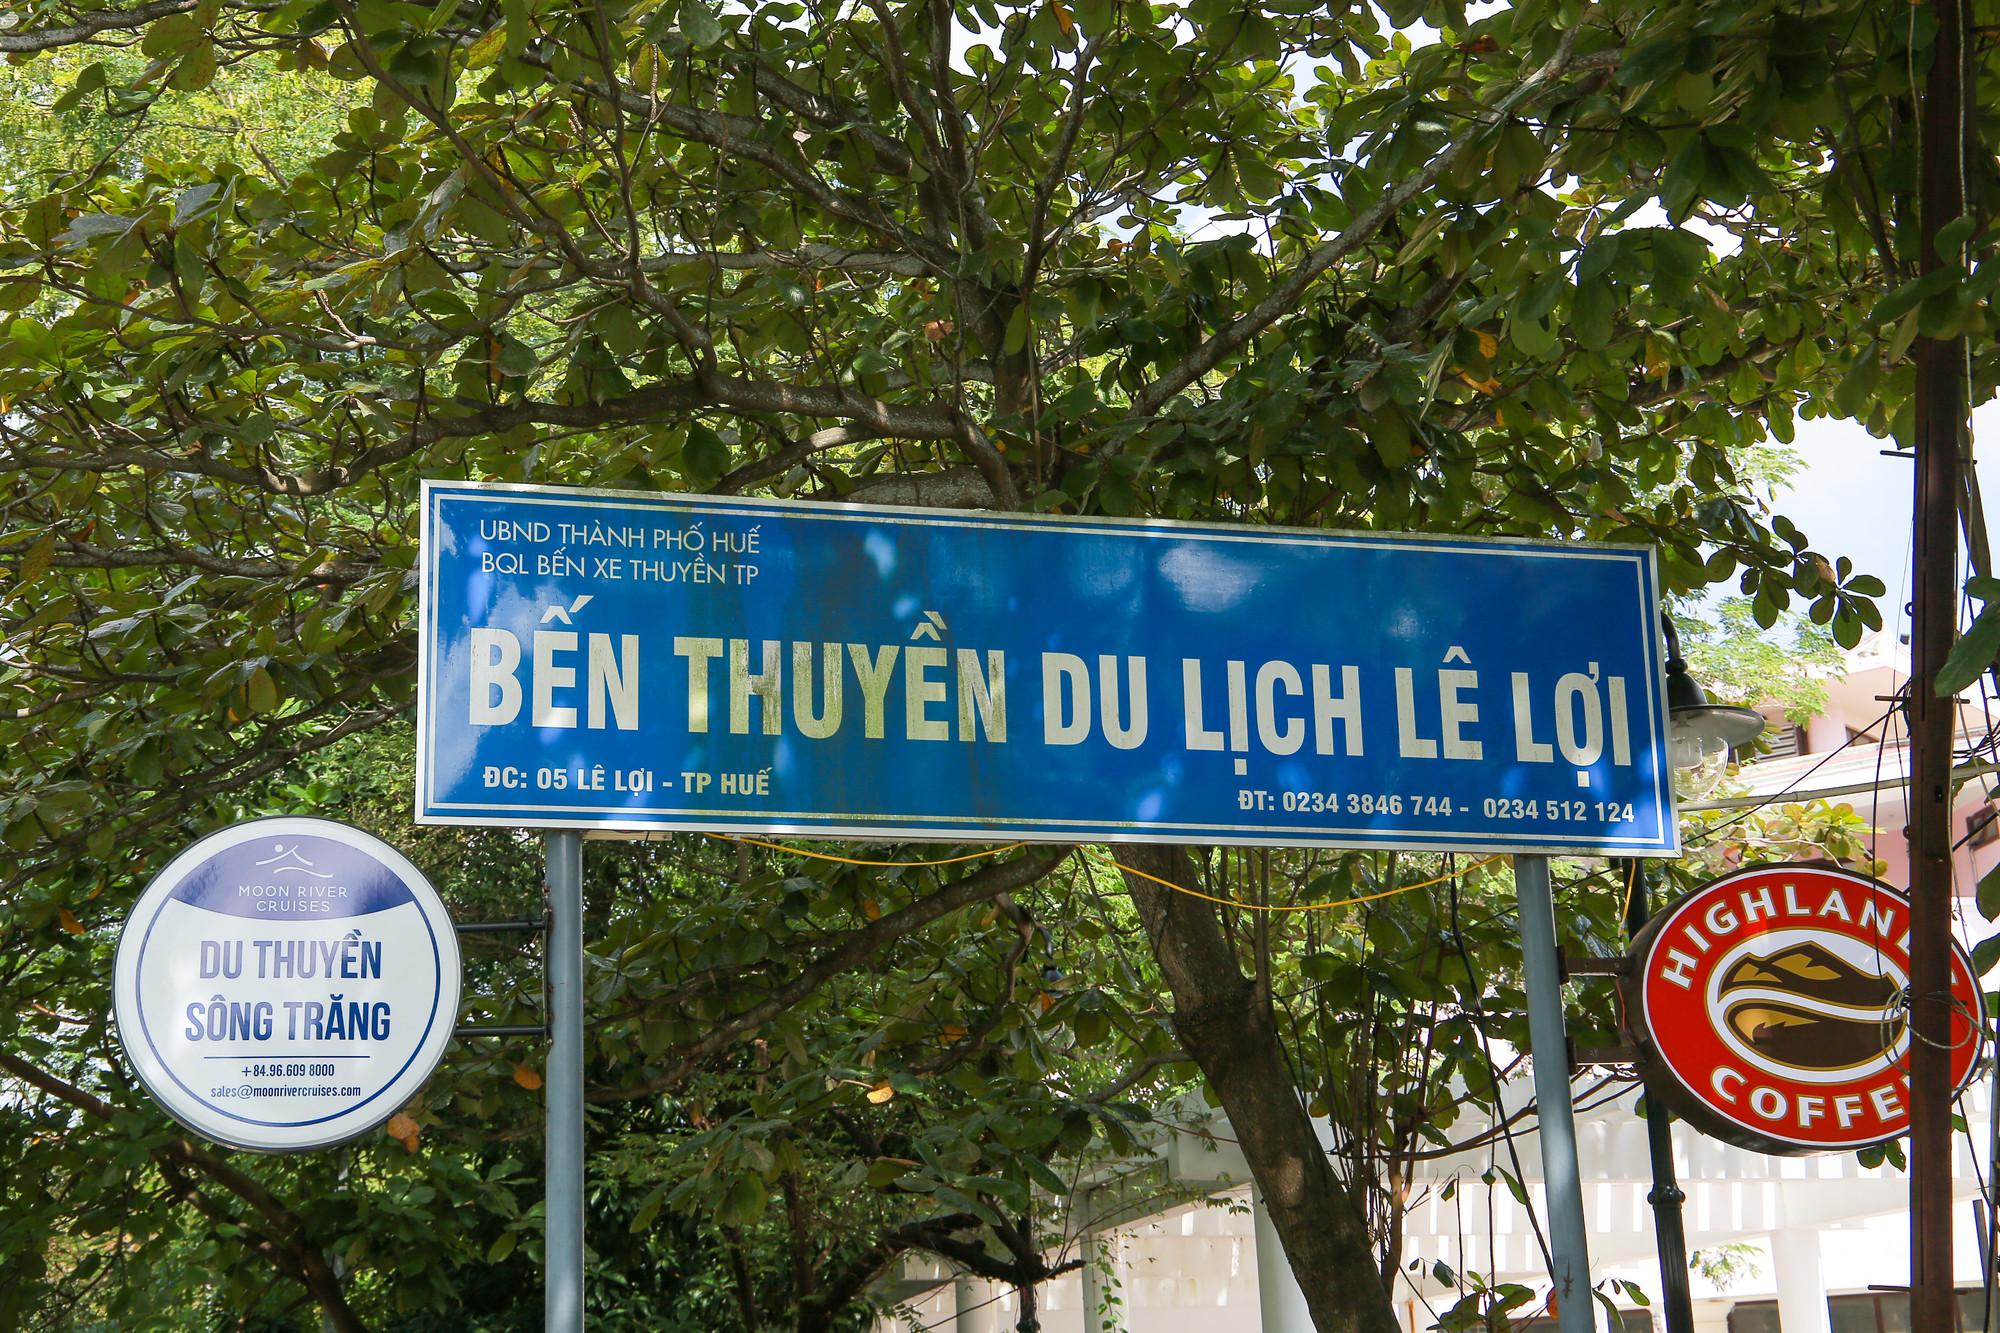 UBND THÀNH PHỐ HUẾ
BQL BẾN XE THUYỀN TP
BẾN THUYỀN DU LỊCH LÊ LỢI
ĐC: 05 LÊ LỢI - TP HUẾ
ĐT: 0234 3846 744 - 0234 512 124
MOON RIVER
CRUISES
DU THUYỀN
SÔNG TRĂNG
+84.96.609 8000
sales@moonrivercruises.com
HIGHLANDS
COFFEE